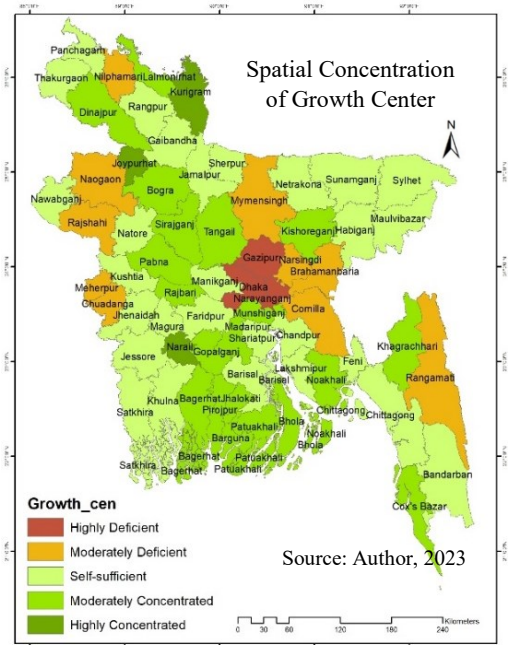 Spatial Concentration
of Growth Center
N
Panchagarh
Thakurgaon
Nilphamari
Lalmonirhat
Kurigram
Dinajpur
Rangpur
Gaibandha
Joypurhat
Naogaon
Sherpur
Jamalpur
Netrakona
Sunamganj
Sylhet
Bogra
Nawabganj
Mymensingh
Maulvibazar
Rajshahi
Natore
Sirajganj
Tangail
Kishoreganj
Habiganj
Gazipur
Narsingdi
Pabna
Brahamanbaria
Kushtia
Manikganj
Meherpur
Dhaka
Rajbari
Narayanganj
Chuadanga
Comilla
Jhenaidah
Faridpur
Munshiganj
Magura
Madaripur
Shariatpur
Chandpur
Narail
Gopalganj
Khagrachhari
Jessore
Feni
Lakshmipur
Barisal
Barisel
Noakhali
Rangamati
Khulna
Bagerhat
Jhalokati
Satkhira
Pirojpur
Chittagong
Chittagong
Bhola
Patuakhali
Noakhali
Barguna
Bhola
Bagerhat
Patuakhali
Satkhira
Bagerhat
Patuakhali
Bandarban
Cox's Bazar
Growth_cen
Highly Deficient
Moderately Deficient
Self-sufficient
Moderately Concentrated
Highly Concentrated
Source: Author, 2023
Kilometers
0 30 60 120 180 240